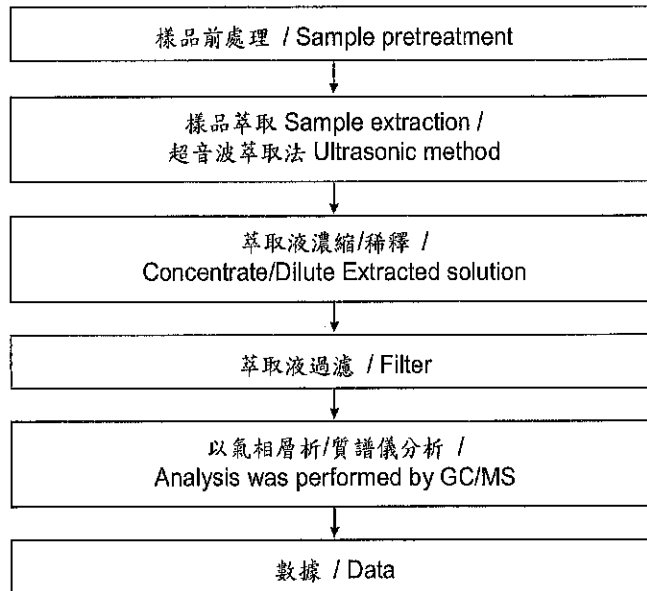 樣品前處理 / Sample pretreatment
樣品萃取 Sample extraction /
超音波萃取法 Ultrasonic method
萃取液濃縮/稀釋 /
Concentrate/Dilute Extracted solution
萃取液過濾 / Filter
以氣相層析/質譜儀分析 /
Analysis was performed by GC/MS
數據 / Data